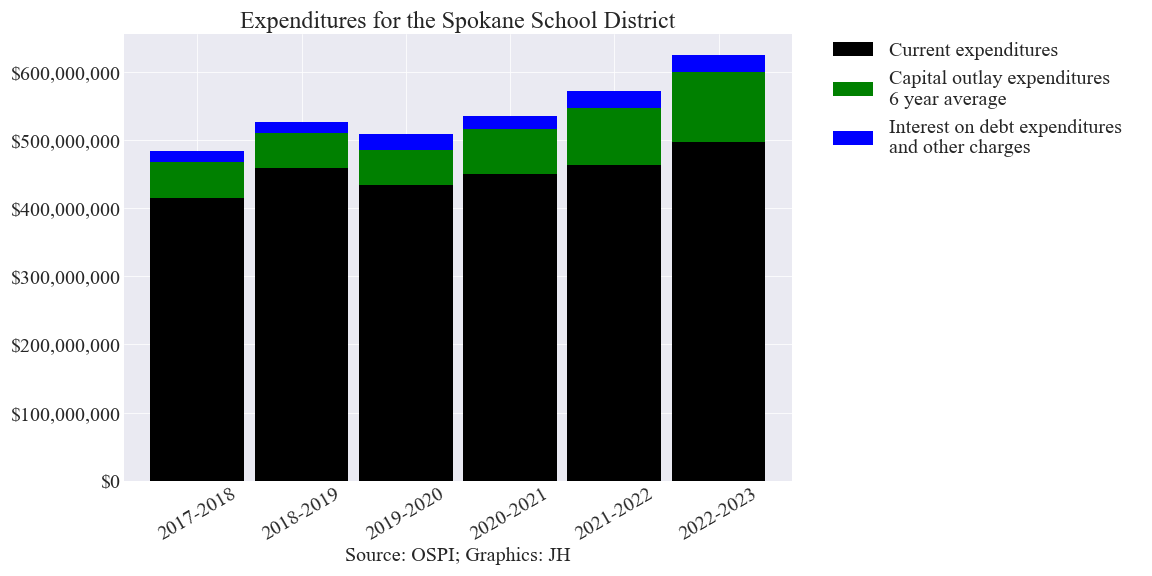 Expenditures for the Spokane School District
Current expenditures
Capital outlay expenditures
6 year average
Interest on debt expenditures
and other charges
$600,000,000
$500,000,000
$400,000,000
$300,000,000
$200,000,000
$100,000,000
$0
2017-2018
2018-2019
2019-2020
2020-2021
2021-2022
2022-2023
Source: OSPI; Graphics: JH